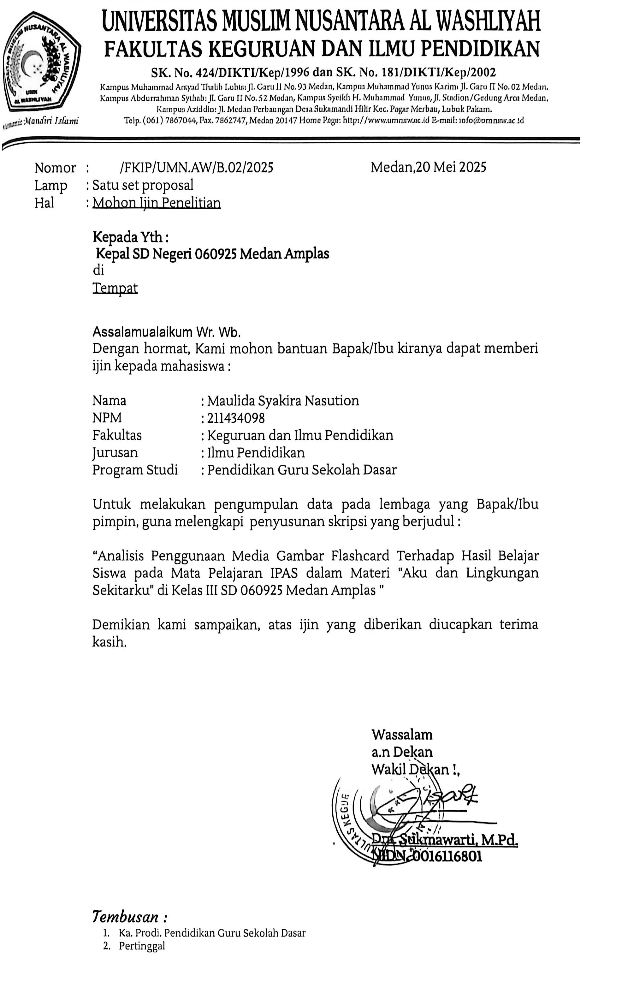 UNIVERSITAS MUSLIM NUSANTARA AL WASHLIYAH
FAKULTAS KEGURUAN DAN ILMU PENDIDIKAN
SK. No. 424/DIKTI/Kep/1996 dan SK. No. 181/DIKTI/Kep/2002
Kampus Muhammad Arsyad Thalib Lubis: Jl. Garu II No. 93 Medan, Kampus Muhammad Yunus Karim: Jl. Garu II No. 02 Medan,
Kampus Abdurrahman Syihab: Jl. Garu II No. 52 Medan, Kampus Syaikh H. Muhammad Yunus, Jl. Stadion/Gedung Arca Medan,
Kampus Aziddin: Jl. Medan Perbaungan Desa Sukamandi Hilir Kec. Pagar Merbau, Lubuk Pakam.
Telp. (061) 7867044, Fax. 7862747, Medan 20147 Home Page: http://www.umnaw.ac.id E-mail: info@umnaw.ac.id
Mandiri Islami
Nomor : /FKIP/UMN.AW/B.02/2025 Medan,20 Mei 2025
Lamp : Satu set proposal
Hal : Mohon Ijin Penelitian
Kepada Yth :
Kepal SD Negeri 060925 Medan Amplas
di
Tempat
Assalamualaikum Wr. Wb.
Dengan hormat, Kami mohon bantuan Bapak/Ibu kiranya dapat memberi
ijin kepada mahasiswa :
Nama : Maulida Syakira Nasution
NPM : 211434098
Fakultas : Keguruan dan Ilmu Pendidikan
Jurusan : Ilmu Pendidikan
Program Studi : Pendidikan Guru Sekolah Dasar
Untuk melakukan pengumpulan data pada lembaga yang Bapak/Ibu
pimpin, guna melengkapi penyusunan skripsi yang berjudul :
“Analisis Penggunaan Media Gambar Flashcard Terhadap Hasil Belajar
Siswa pada Mata Pelajaran IPAS dalam Materi "Aku dan Lingkungan
Sekitarku" di Kelas III SD 060925 Medan Amplas ”
Demikian kami sampaikan, atas ijin yang diberikan diucapkan terima
kasih.
Wassalam
a.n Dekan
Wakil Dekan !,
Sukmawarti, M.Pd.
NIDN. 0016116801
Tembusan :
1. Ka. Prodi. Pendidikan Guru Sekolah Dasar
2. Pertinggal